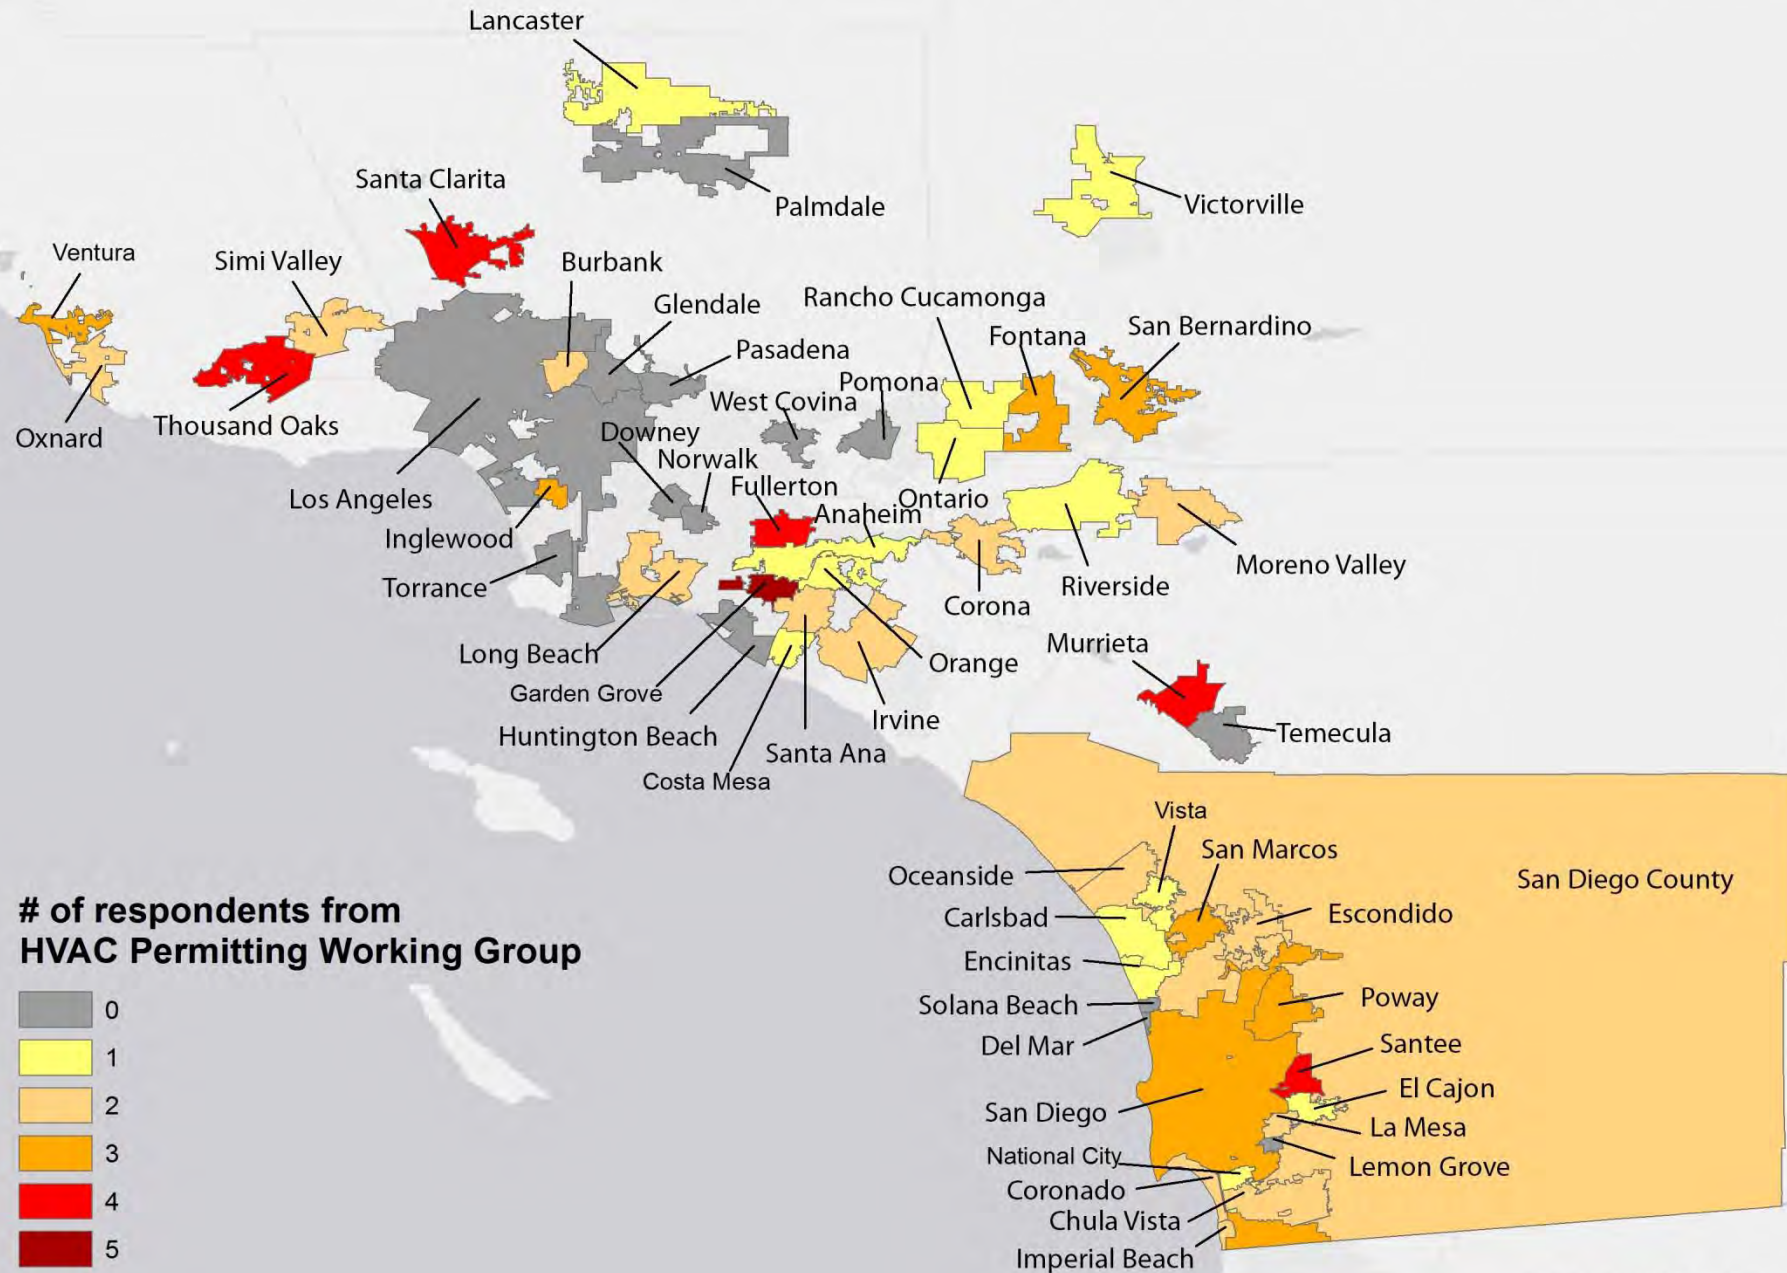 Lancaster
Santa Clarita
Palmdale
Victorville
Ventura
Simi Valley
Burbank
Glendale
Rancho Cucamonga
Fontana
San Bernardino
Pasadena
Pomona
West Covina
Oxnard
Thousand Oaks
Downey
Norwalk
Fullerton
Los Angeles
Ontario
Anaheim
Inglewood
Torrance
Moreno Valley
Riverside
Corona
Murrieta
Long Beach
Orange
Garden Grove
Irvine
Huntington Beach
Temecula
Santa Ana
Costa Mesa
Vista
San Marcos
Oceanside
San Diego County
# of respondents from
HVAC Permitting Working Group
Carlsbad
Escondido
Encinitas
Solana Beach
Poway
Del Mar
Santee
El Cajon
San Diego
La Mesa
National City
Lemon Grove
Coronado
Chula Vista
Imperial Beach
0
1
2
3
4
5